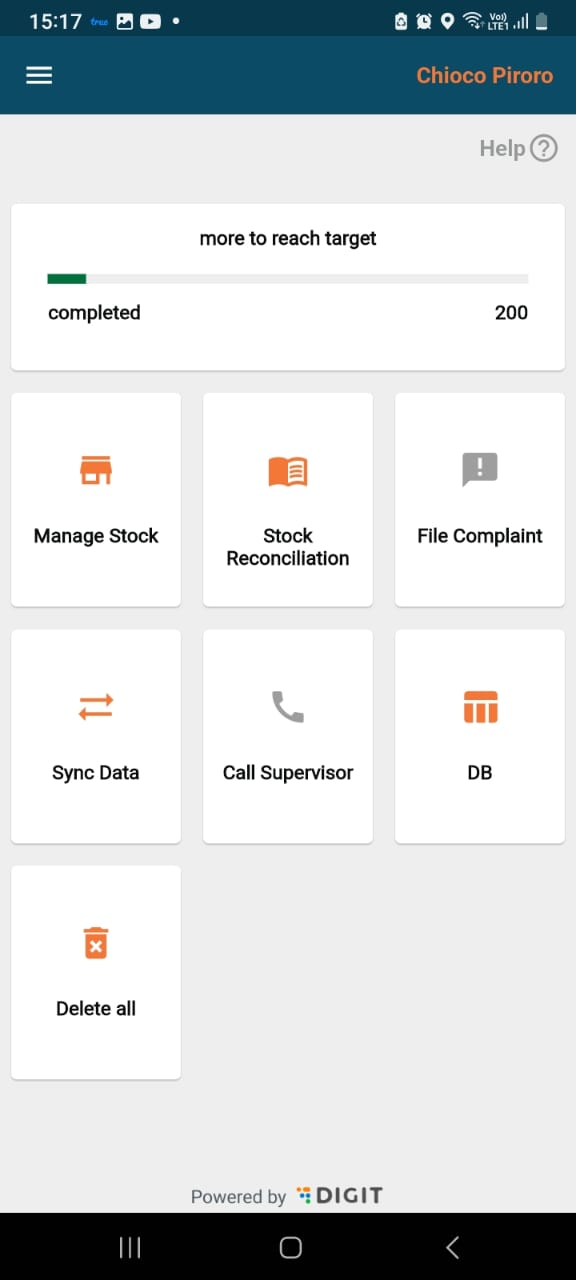 15:17 true Vo)) LTE1
Chioco Piroro
Help
more to reach target
completed 200
Manage Stock
Stock
Reconciliation
File Complaint
Sync Data
Call Supervisor
DB
Delete all
Powered by DIGIT